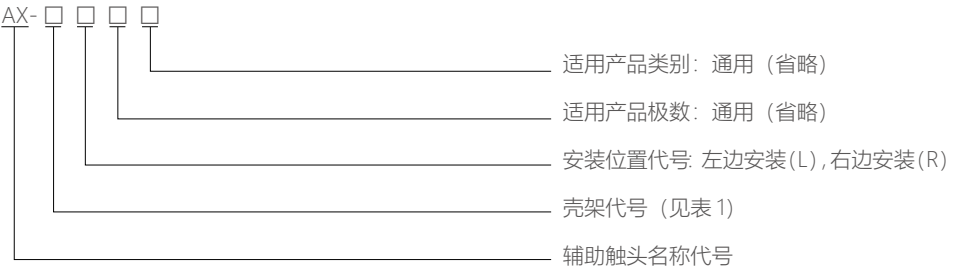 AX-□ □ □ □
适用产品类别：通用（省略）
适用产品极数：通用（省略）
安装位置代号: 左边安装(L),右边安装(R)
壳架代号（见表1)
辅助触头名称代号